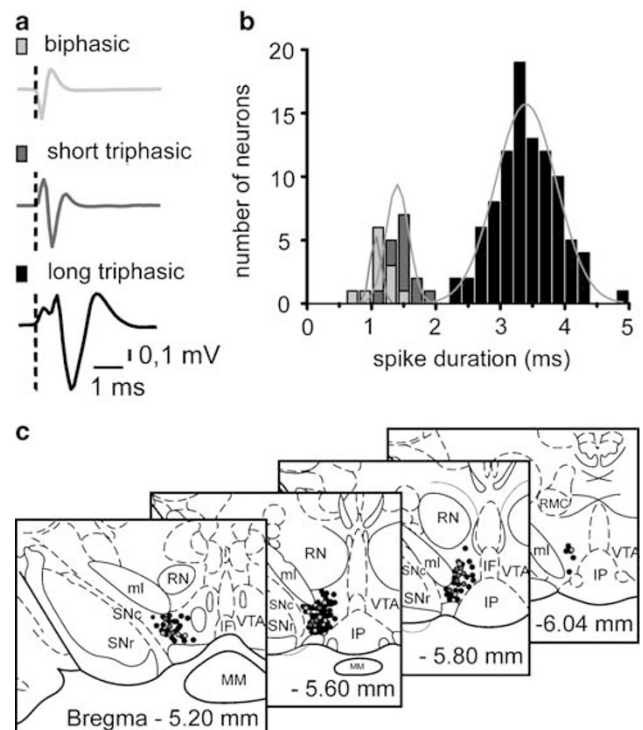 a
biphasic
short triphasic
long triphasic
0,1 mV
1 ms
b
number of neurons
20
15
10
5
0
0 1 2 3 4 5
spike duration (ms)
c
RN
ml
SNc
SNr
IF
VTA
MM
Bregma - 5.20 mm
RN
ml
SNc
SNr
VTA
IP
MM
- 5.60 mm
RN
ml
SNc
SNr
IF
VTA
IP
- 5.80 mm
RMC
ml
VTA
IP
-6.04 mm